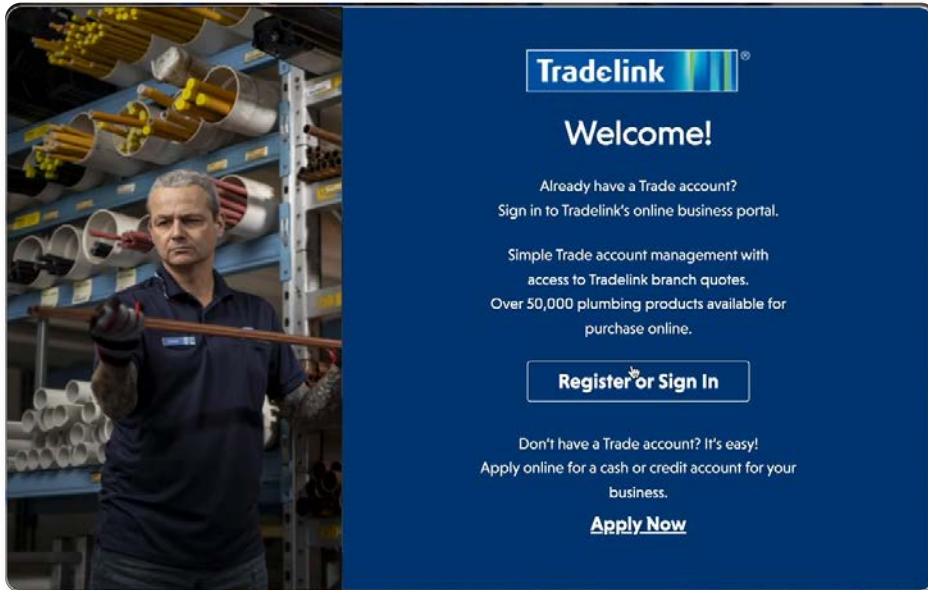 Tradelink®
Welcome!
Already have a Trade account?
Sign in to Tradelink's online business portal.
Simple Trade account management with
access to Tradelink branch quotes.
Over 50,000 plumbing products available for
purchase online.
Register or Sign In
Don't have a Trade account? It's easy!
Apply online for a cash or credit account for your
business.
Apply Now